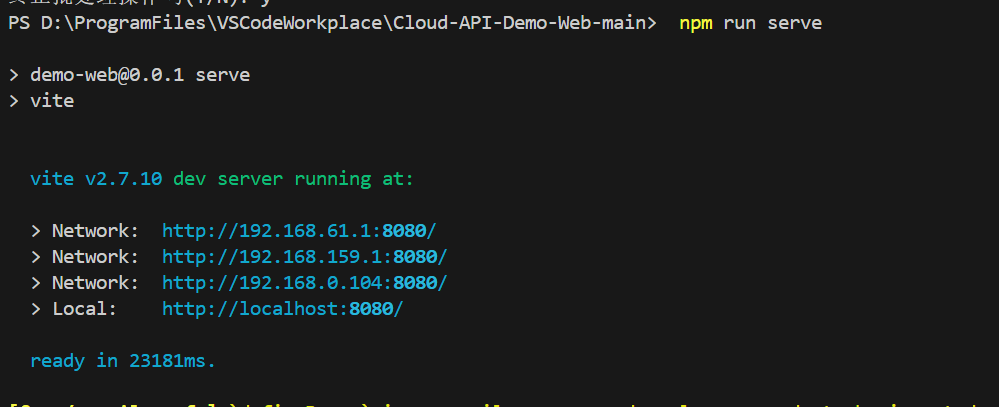 PS D:\ProgramFiles\VSCodeWorkplace\Cloud-API-Demo-Web-main> npm run serve
> demo-web@0.0.1 serve
> vite
vite v2.7.10 dev server running at:
> Network: http://192.168.61.1:8080/
> Network: http://192.168.159.1:8080/
> Network: http://192.168.0.104:8080/
> Local: http://localhost:8080/
ready in 23181ms.